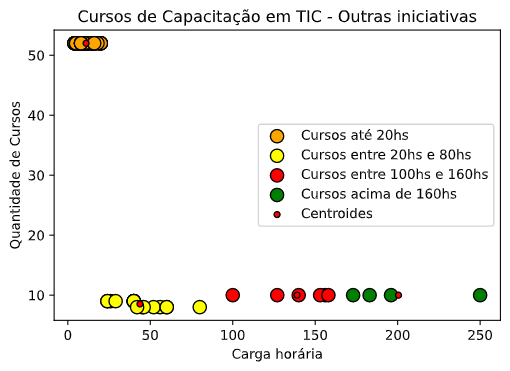 Cursos de Capacitação em TIC - Outras iniciativas
50
40
30
20
10
Quantidade de Cursos
Cursos até 20hs
Cursos entre 20hs e 80hs
Cursos entre 100hs e 160hs
Cursos acima de 160hs
Centroides
0 50 100 150 200 250
Carga horária